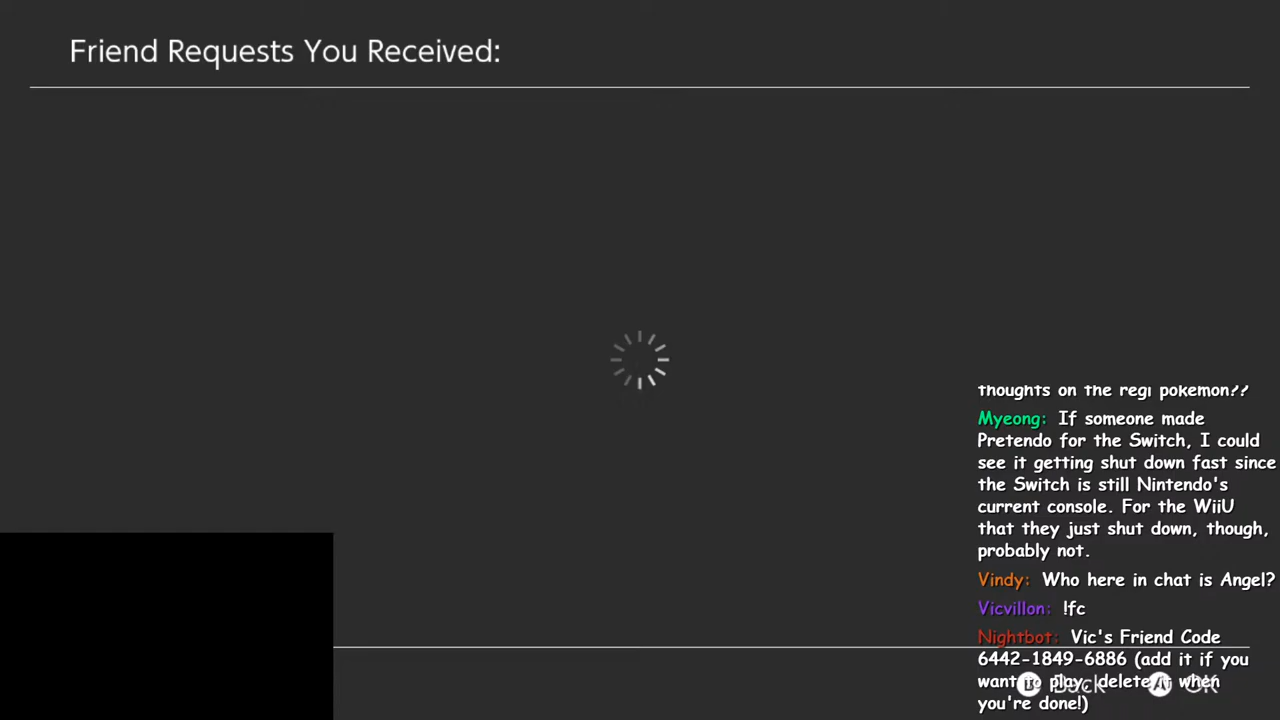 Friend Requests You Received:
thoughts on the regi pokemon??
Myeong: If someone made
Pretendo for the Switch, I could
see it getting shut down fast since
the Switch is still Nintendo's
current console. For the WiiU
that they just shut down, though,
probably not.
Vindy: Who here in chat is Angel?
Vicvillon: !fc
Nightbot: Vic's Friend Code
6442-1849-6886 (add it if you
want to play, delete it when
you're done!)
B Back A OK